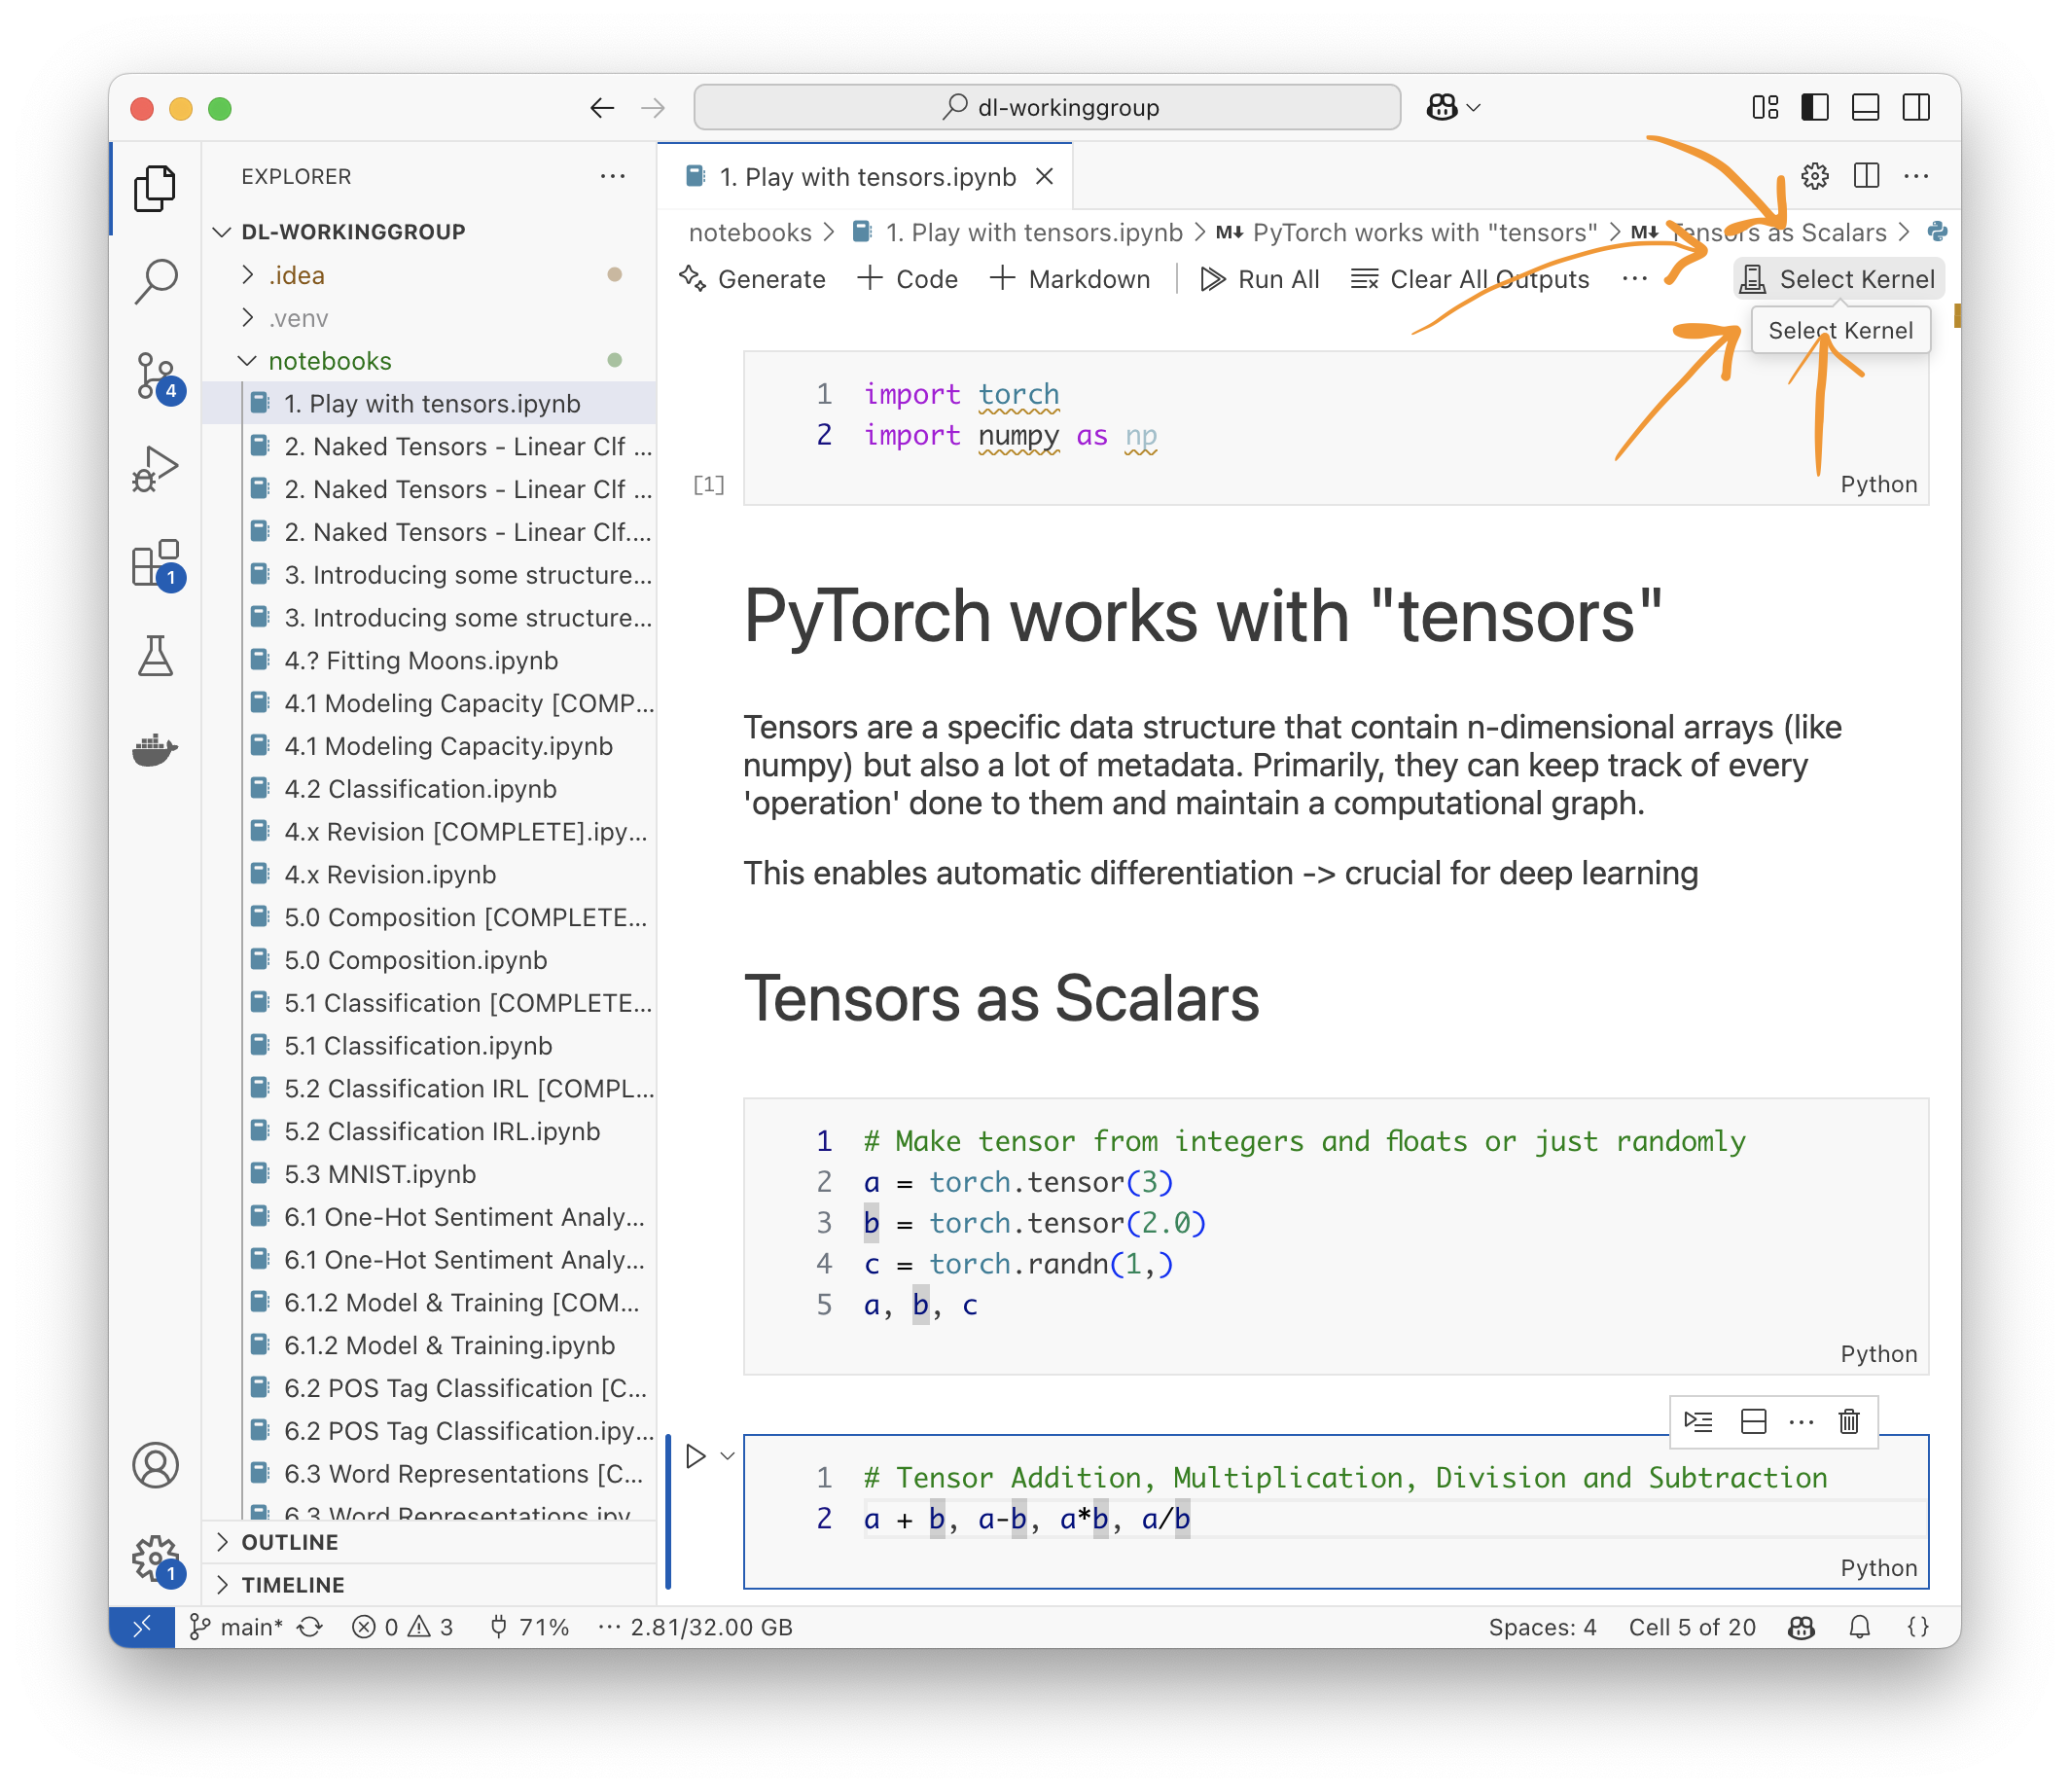 dl-workinggroup
EXPLORER
DL-WORKINGGROUP
.idea
.venv
notebooks
1. Play with tensors.ipynb
2. Naked Tensors - Linear Clf ...
2. Naked Tensors - Linear Clf ...
2. Naked Tensors - Linear Clf....
3. Introducing some structure...
3. Introducing some structure...
4.? Fitting Moons.ipynb
4.1 Modeling Capacity [COMP...
4.1 Modeling Capacity.ipynb
4.2 Classification.ipynb
4.x Revision [COMPLETE].ipy...
4.x Revision.ipynb
5.0 Composition [COMPLETE...
5.0 Composition.ipynb
5.1 Classification [COMPLETE...
5.1 Classification.ipynb
5.2 Classification IRL [COMPL...
5.2 Classification IRL.ipynb
5.3 MNIST.ipynb
6.1 One-Hot Sentiment Analy...
6.1 One-Hot Sentiment Analy...
6.1.2 Model & Training [COM...
6.1.2 Model & Training.ipynb
6.2 POS Tag Classification [C...
6.2 POS Tag Classification.ipy...
6.3 Word Representations [C...
6.3 Word Representations.ipy
OUTLINE
TIMELINE
4
1
1
1. Play with tensors.ipynb
notebooks > 1. Play with tensors.ipynb > M↓ PyTorch works with "tensors" > M↓ Tensors as Scalars >
Generate + Code + Markdown | Run All Clear All Outputs ... Select Kernel
Select Kernel
1 import torch
2 import numpy as np
[1]
Python
PyTorch works with "tensors"
Tensors are a specific data structure that contain n-dimensional arrays (like
numpy) but also a lot of metadata. Primarily, they can keep track of every
'operation' done to them and maintain a computational graph.
This enables automatic differentiation -> crucial for deep learning
Tensors as Scalars
1 # Make tensor from integers and floats or just randomly
2 a = torch.tensor(3)
3 b = torch.tensor(2.0)
4 c = torch.randn(1,)
5 a, b, c
Python
1 # Tensor Addition, Multiplication, Division and Subtraction
2 a + b, a-b, a*b, a/b
Python
main* 0 3 71% ... 2.81/32.00 GB Spaces: 4 Cell 5 of 20 {}